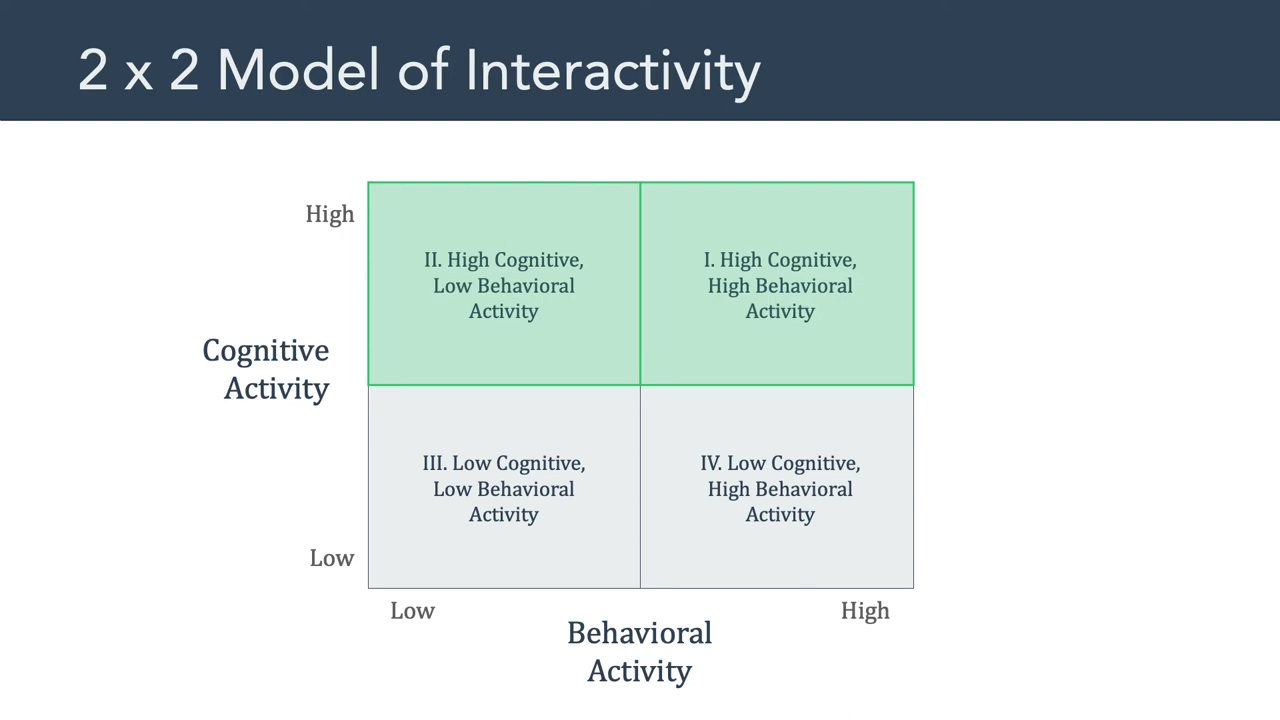 2 x 2 Model of Interactivity
High
II. High Cognitive,
Low Behavioral
Activity
I. High Cognitive,
High Behavioral
Activity
Cognitive
Activity
III. Low Cognitive,
Low Behavioral
Activity
IV. Low Cognitive,
High Behavioral
Activity
Low
Low
High
Behavioral
Activity